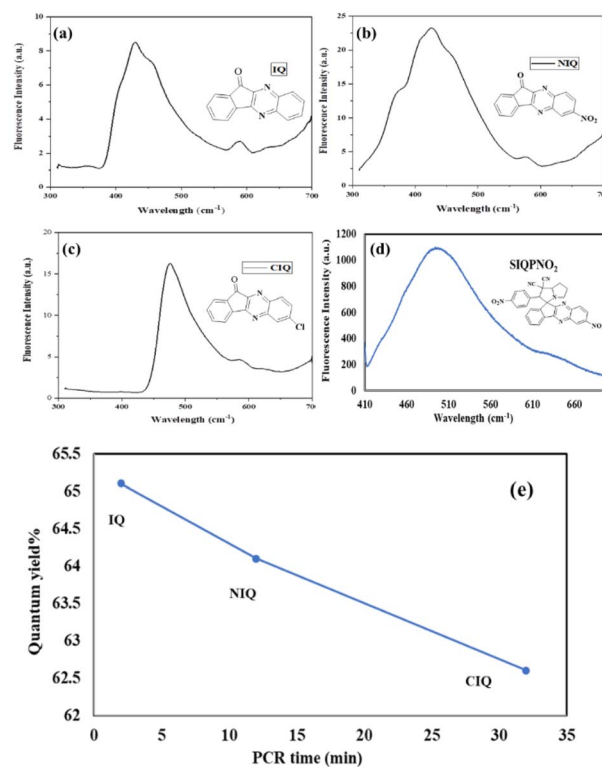 (a)
IQ
O
N
N
Fluorescence Intensity (a.u.)
10
8
6
4
2
0
300
400
500
600
700
Wavelength (cm⁻¹)
(b)
NIQ
O
N
N
NO₂
Fluorescence Intensity (a.u.)
25
20
15
10
5
0
300
400
500
600
700
Wavelength (cm⁻¹)
(c)
CIQ
O
N
N
Cl
Fluorescence Intensity (a.u.)
20
15
10
5
0
300
400
500
600
700
Wavelength (cm⁻¹)
(d)
SIQPNO₂
NC
CN
N
O₂N
N
N
Fluorescence Intensity (a.u.)
1200
1000
800
600
400
200
0
410
460
510
560
610
660
Wavelength (cm⁻¹)
(e)
Quantum yield%
65.5
65
64.5
64
63.5
63
62.5
62
IQ
NIQ
CIQ
0
5
10
15
20
25
30
35
PCR time (min)